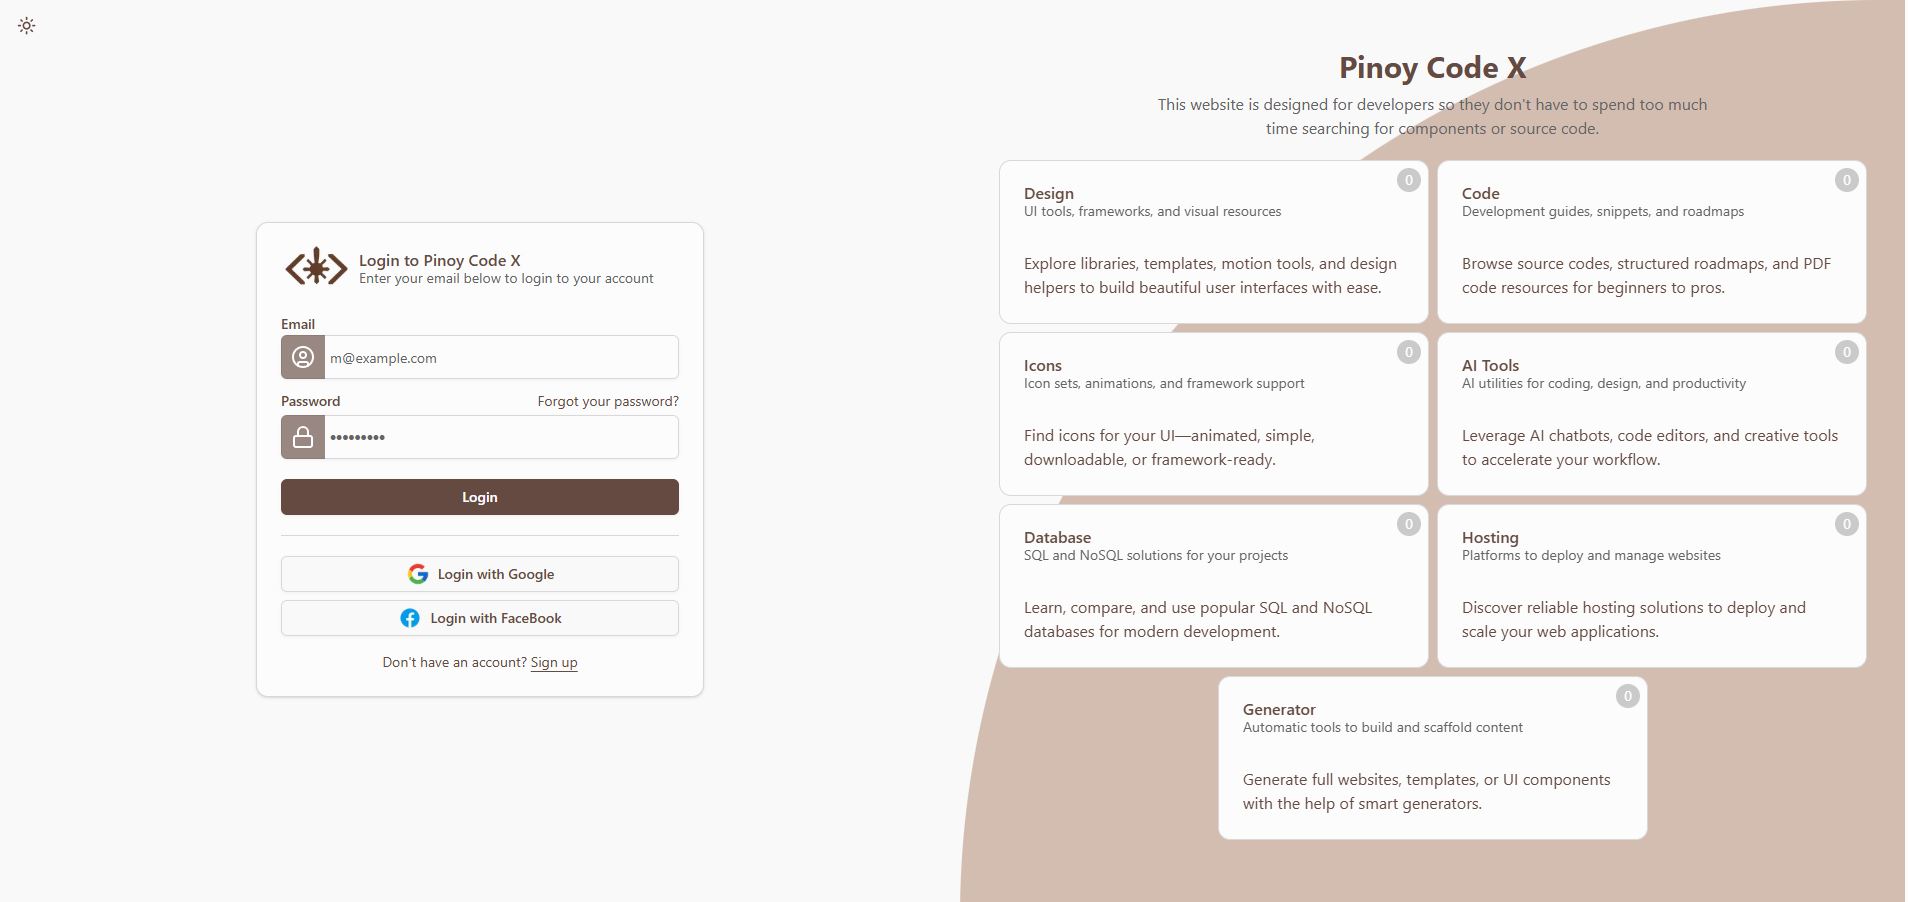 Login to Pinoy Code X
Enter your email below to login to your account
Email
m@example.com
Password Forgot your password?
•••••••••
Login
Login with Google
Login with FaceBook
Don't have an account? Sign up
Pinoy Code X
This website is designed for developers so they don't have to spend too much
time searching for components or source code.
0
Design
UI tools, frameworks, and visual resources
Explore libraries, templates, motion tools, and design
helpers to build beautiful user interfaces with ease.
0
Code
Development guides, snippets, and roadmaps
Browse source codes, structured roadmaps, and PDF
code resources for beginners to pros.
0
Icons
Icon sets, animations, and framework support
Find icons for your UI—animated, simple,
downloadable, or framework-ready.
0
AI Tools
AI utilities for coding, design, and productivity
Leverage AI chatbots, code editors, and creative tools
to accelerate your workflow.
0
Database
SQL and NoSQL solutions for your projects
Learn, compare, and use popular SQL and NoSQL
databases for modern development.
0
Hosting
Platforms to deploy and manage websites
Discover reliable hosting solutions to deploy and
scale your web applications.
0
Generator
Automatic tools to build and scaffold content
Generate full websites, templates, or UI components
with the help of smart generators.